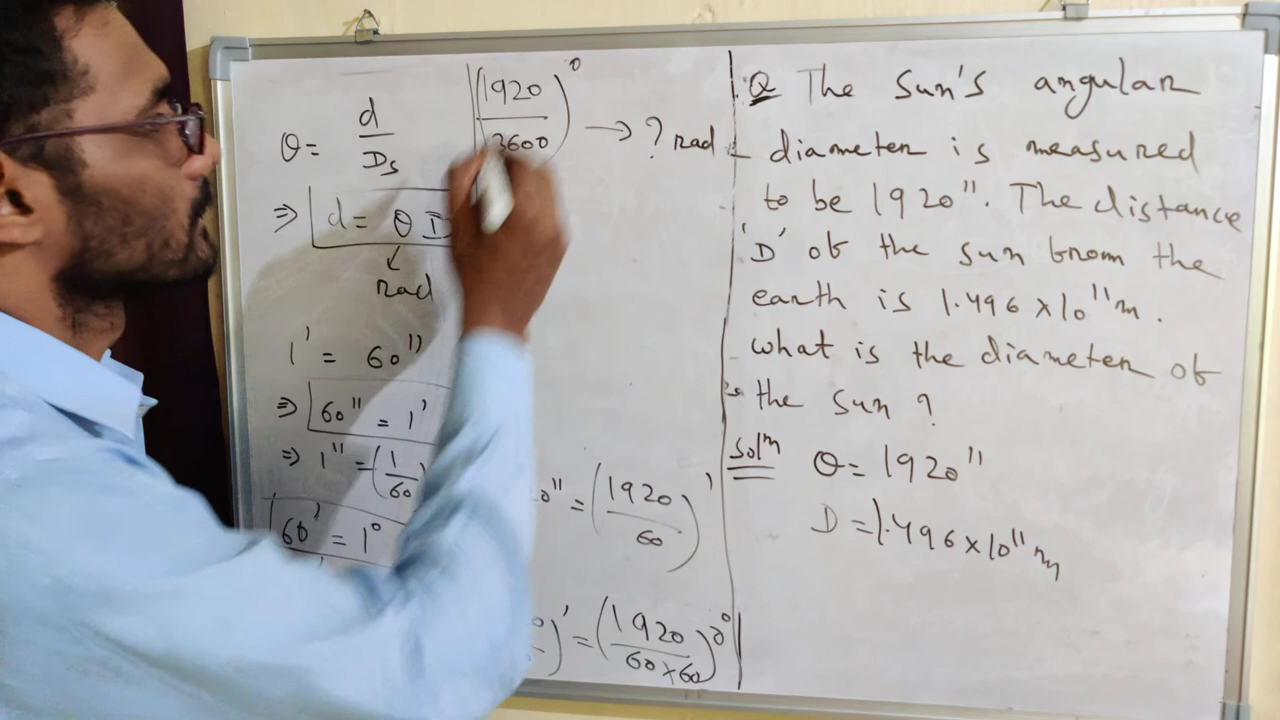 θ = d/Ds
⇒ d = θ D
rad
1' = 60''
⇒ 60'' = 1'
⇒ 1'' = (1/60)
60' = 1°
(1920/3600)° → ? rad
0'' = (1920/60)'
)' = (1920/60×60)°
Q The Sun's angular
diameter is measured
to be 1920''. The distance
'D' of the sun from the
earth is 1.496 × 10¹¹ m.
what is the diameter of
the sun ?
Solⁿ θ = 1920''
D = 1.496 × 10¹¹ m